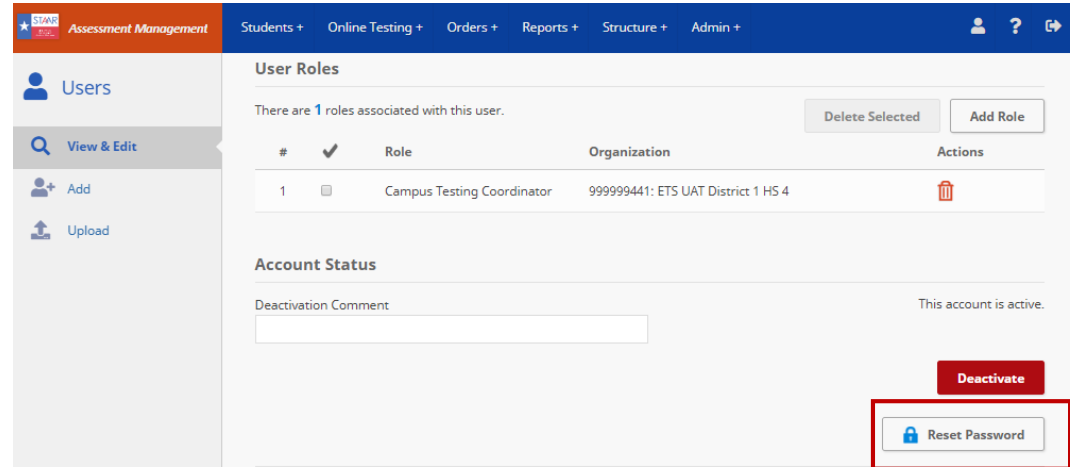 STAAR Assessment Management Students + Online Testing + Orders + Reports + Structure + Admin + ?
Users
View & Edit
Add
Upload
User Roles
There are 1 roles associated with this user.
Delete Selected Add Role
# Role Organization Actions
1 Campus Testing Coordinator 999999441: ETS UAT District 1 HS 4
Account Status
Deactivation Comment This account is active.
Deactivate
Reset Password